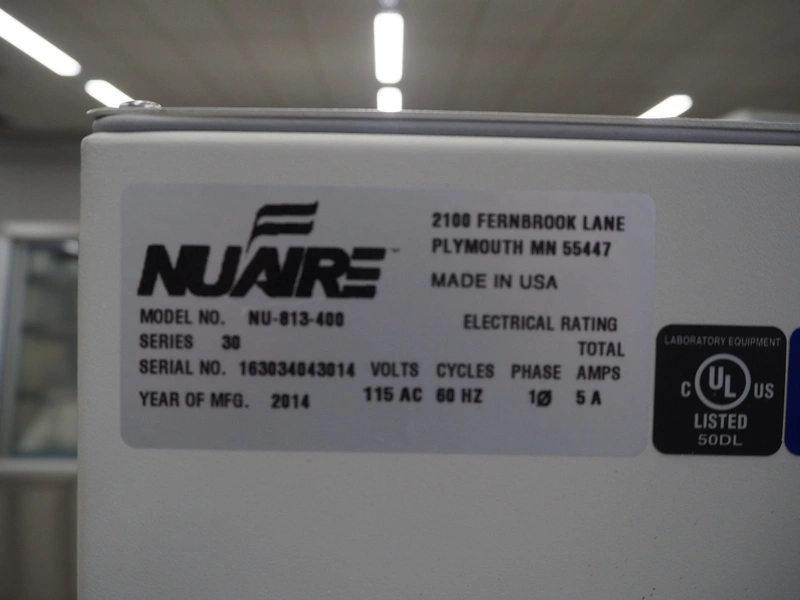 NUAIRE™
2100 FERNBROOK LANE
PLYMOUTH MN 55447
MADE IN USA
MODEL NO. NU-813-400
ELECTRICAL RATING
SERIES 30
TOTAL
SERIAL NO. 163034043014 VOLTS CYCLES PHASE AMPS
YEAR OF MFG. 2014 115 AC 60 HZ 1Ø 5 A
LABORATORY EQUIPMENT
C UL US
LISTED
50DL